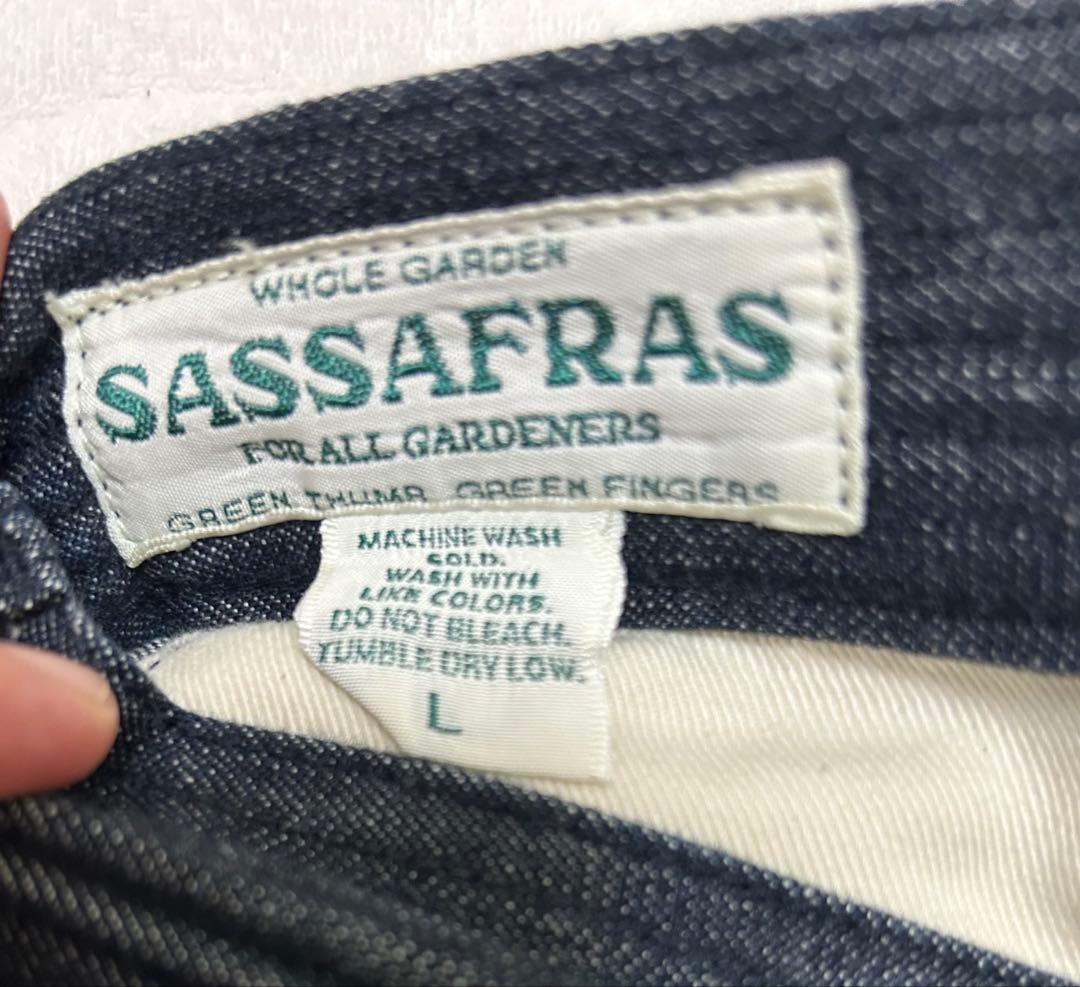 WHOLE GARDEN
SASSAFRAS
FOR ALL GARDENERS
GREEN THUMB GREEN FINGERS
MACHINE WASH
COLD.
WASH WITH
LIKE COLORS.
DO NOT BLEACH.
TUMBLE DRY LOW.
L